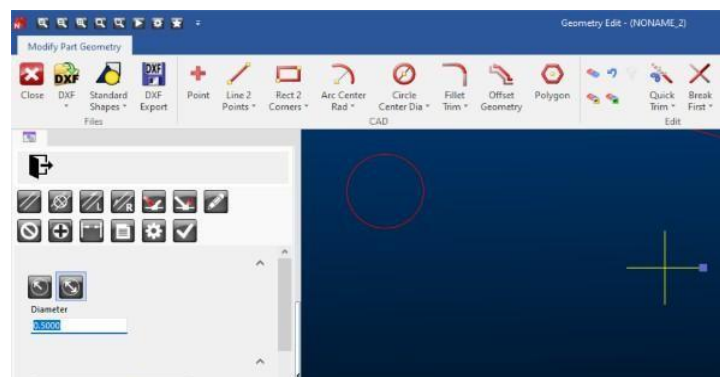 Geometry Edit - (NONAME_2)
Modify Part Geometry
Close
DXF
Standard Shapes
DXF Export
Point
Line 2 Points
Rect 2 Corners
Arc Center Rad
Circle Center Dia
Fillet Trim
Offset Geometry
Polygon
Quick Trim
Break First
Files
CAD
Edit
Diameter
0.5000